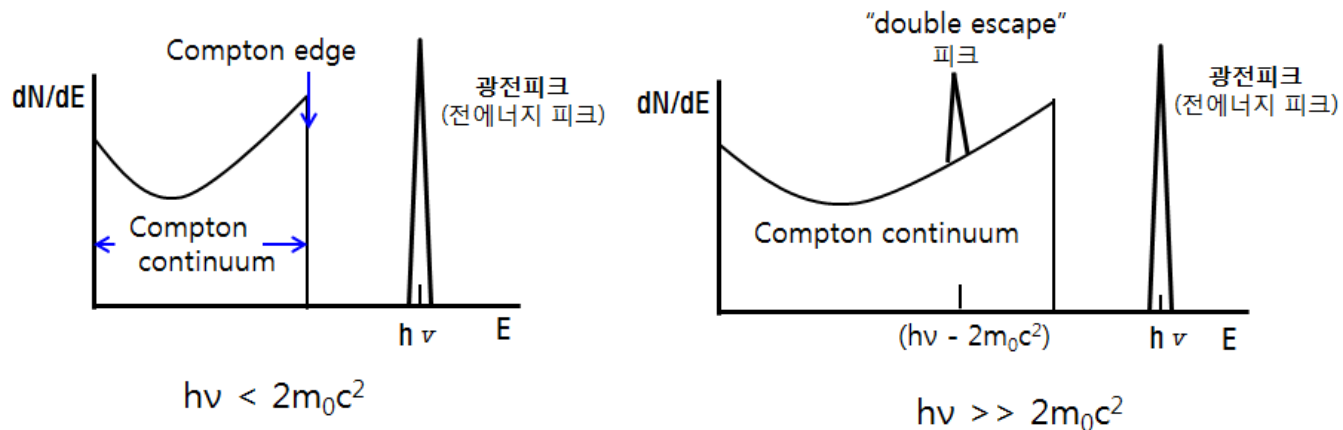 Compton edge
dN/dE
광전피크
(전에너지 피크)
Compton
continuum
h ν
E
hν < 2m₀c²
"double escape"
피크
dN/dE
광전피크
(전에너지 피크)
Compton continuum
(hν - 2m₀c²)
h ν
E
hν >> 2m₀c²